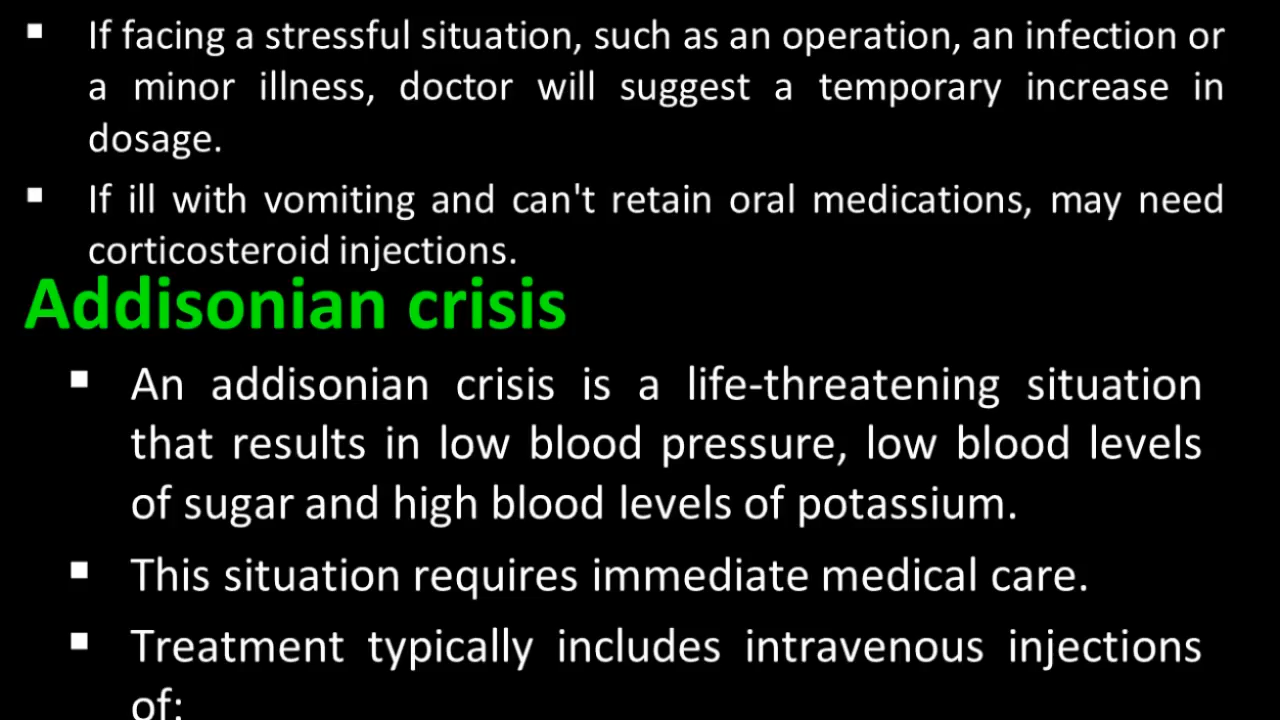 ▪ If facing a stressful situation, such as an operation, an infection or
a minor illness, doctor will suggest a temporary increase in
dosage.
▪ If ill with vomiting and can't retain oral medications, may need
corticosteroid injections.
Addisonian crisis
▪ An addisonian crisis is a life-threatening situation
that results in low blood pressure, low blood levels
of sugar and high blood levels of potassium.
▪ This situation requires immediate medical care.
▪ Treatment typically includes intravenous injections
of: